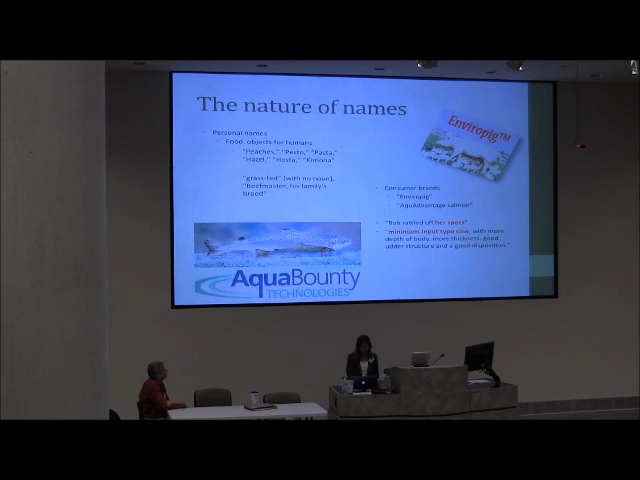 The nature of names
Personal names
Food, objects for humans
"Peaches," "Pesto," "Pasta,"
"Hazel," "Hosta," "Kimona"
"grass-fed" [with no noun],
"Beefmaster, his family's
breed"
AquaBounty
TECHNOLOGIES
Enviropig™
Consumer brands
"Enviropig"
"AquAdvantage salmon"
"Bob rattled off her specs"
"minimum-input type cow, with more
depth of body, more thickness, good
udder structure and a good disposition."